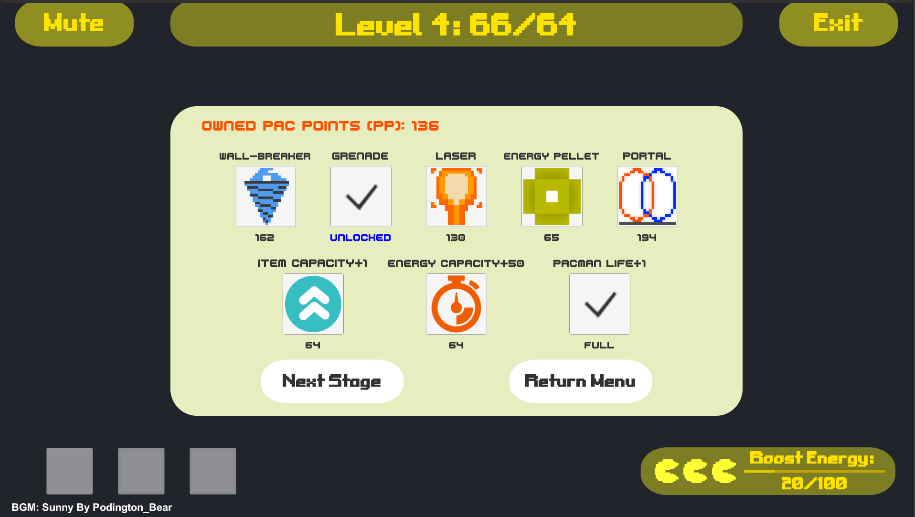 Mute
Level 4: 66/64
Exit
OWNED PAC POINTS (PP): 136
WALL-BREAKER GRENADE LASER ENERGY PELLET PORTAL
162 UNLOCKED 130 65 194
ITEM CAPACITY+1 ENERGY CAPACITY+50 PACMAN LIFE+1
64 64 FULL
Next Stage Return Menu
Boost Energy:
20/100
BGM: Sunny By Podington_Bear